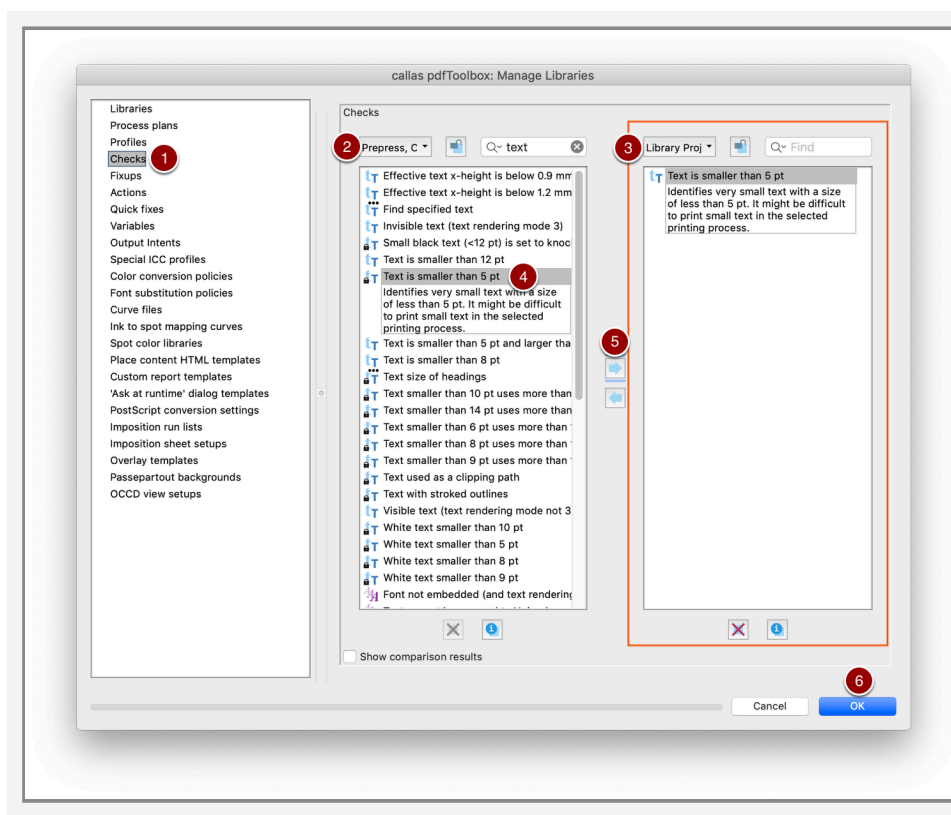 callas pdfToolbox: Manage Libraries
Libraries
Process plans
Profiles
Checks
1
Fixups
Actions
Quick fixes
Variables
Output Intents
Special ICC profiles
Color conversion policies
Font substitution policies
Curve files
Ink to spot mapping curves
Spot color libraries
Place content HTML templates
Custom report templates
'Ask at runtime' dialog templates
PostScript conversion settings
Imposition run lists
Imposition sheet setups
Overlay templates
Passepartout backgrounds
OCCD view setups
Checks
2
Prepress, C
text
Effective text x-height is below 0.9 mm
Effective text x-height is below 1.2 mm
Find specified text
Invisible text (text rendering mode 3)
Small black text (<12 pt) is set to knoc
Text is smaller than 12 pt
Text is smaller than 5 pt
4
Identifies very small text with a size
of less than 5 pt. It might be difficult
to print small text in the selected
printing process.
Text is smaller than 5 pt and larger tha
Text is smaller than 8 pt
Text size of headings
Text smaller than 10 pt uses more than
Text smaller than 14 pt uses more than
Text smaller than 6 pt uses more than
Text smaller than 8 pt uses more than
Text smaller than 9 pt uses more than
Text used as a clipping path
Text with stroked outlines
Visible text (text rendering mode not 3
White text smaller than 10 pt
White text smaller than 5 pt
White text smaller than 8 pt
White text smaller than 9 pt
Font not embedded (and text rendering
Show comparison results
5
3
Library Proj
Find
Text is smaller than 5 pt
Identifies very small text with a size
of less than 5 pt. It might be difficult
to print small text in the selected
printing process.
6
Cancel
OK